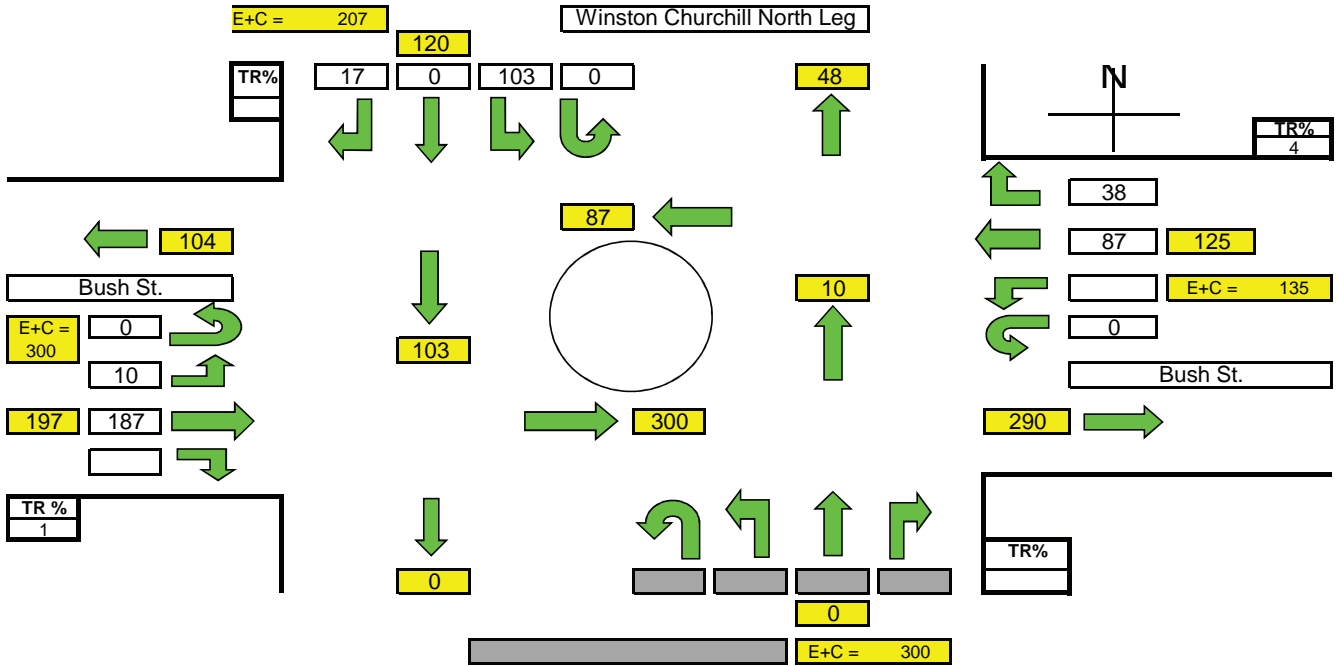 E+C = 207
Winston Churchill North Leg
120
TR%
17 0 103 0
48
N
TR%
4
38
87
104
87 125
Bush St.
10
E+C = 135
E+C =
300
0
0
103
10
Bush St.
197 187
300
290
TR %
1
TR%
0
0
E+C = 300